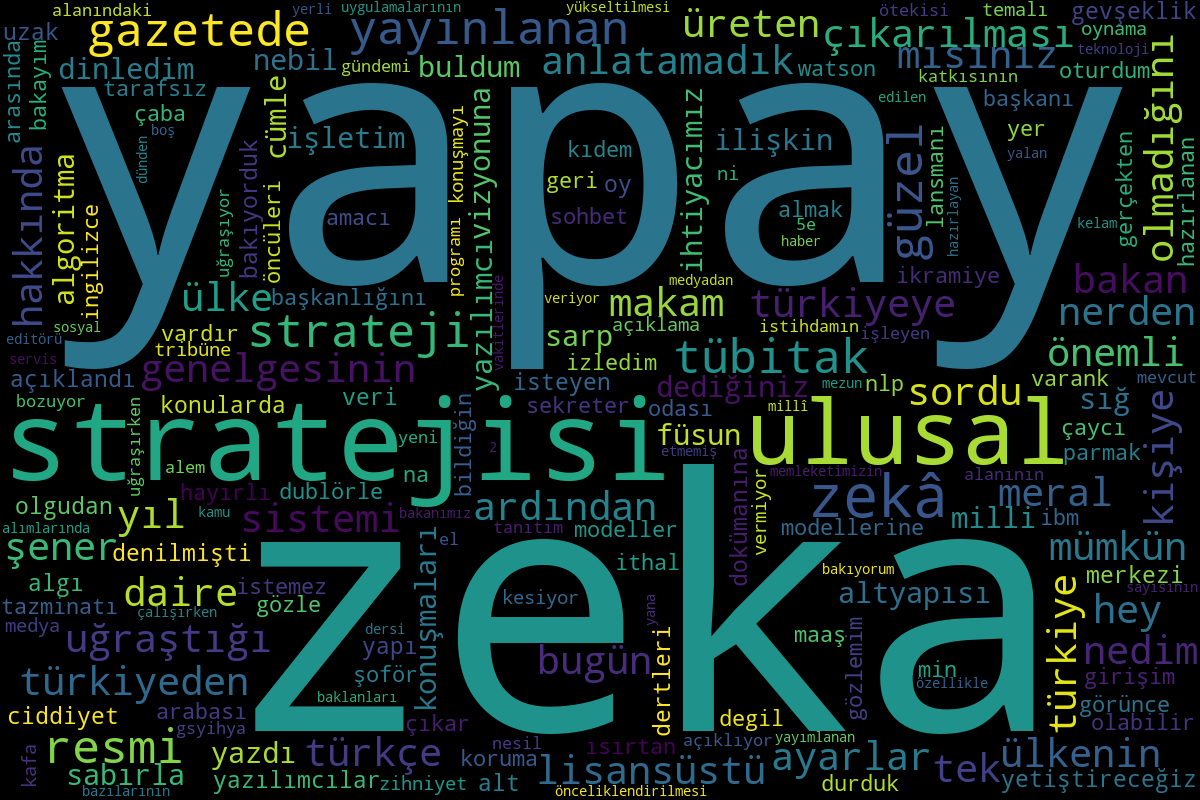 alanındaki
yerli
uygulamalarının
yükseltilmesi
ötekisi
temalı
gevşeklik
uzak
gazetede
yayınlanan
üreten
çıkarılması
oynama
teknoloji
arasında
bakayım
dinledim
nebil
gündemi
buldum
anlatamadık
watson
misiniz
katkısının
oturdum
tarafsız
cümle
yapay
edilen
başkanı
çaba
boş
dünden
işletim
konuşmayı
yazılımcıvizyonuna
kıdem
ihtiyacımız
ilişkin
güzel
lansmanı
yer
yalan
gerçekten
olmadığını
hazırlanan
hakkında
algoritma
ingilizce
uğraşıyor
bakıyorduk
öncüleri
amacı
geri
oy
sohbet
ni
almak
5e
haber
hazırlayan
kelam
ülke
başkanlığını
programı
vakitlerinde
veriyor
medyadan
makam
türkiyeye
ikramiye
bakan
nerden
sosyal
editörü
servis
vardır
tribüne
strateji
sarp
açıklama
istihdamın
işleyen
izledim
tübitak
önemli
açıklandı
genelgesinin
isteyen
dediğiniz
mezun
nlp
sordu
varank
mevcut
bozuyor
uğraşırken
konularda
veri
bildiğin
sekreter
odası
milli
sığ
kişiye
stratejisi
yeni
2
füsun
ulusal
çaycı
alem
na
etmemiş
parmak
olgudan
hayırlı
dublörle
dokümanına
memleketimizin
alanının
zekâ
meral
alımlarında
yıl
kamu
sistemi
bakanımız
ardından
vermiyor
modellerine
milli
ibm
şener
denilmişti
konuşmaları
el
tanıtım
modeller
mümkün
algı
daire
istemez
zeka
ithal
bakıyorum
merkezi
sayısının
tazminatı
çalışırken
gözle
kesiyor
yana
altyapısı
türkiye
hey
medya
uğraştığı
dersi
yapı
dertleri
maaş
gözlemim
nedim
türkiyeden
şoför
bugün
min
girişim
baklanları
özellikle
görünce
ciddiyet
arabası
gsyihya
çıkar
değil
olabilir
kafa
resmi
yazdı
türkçe
nesil
koruma
ısırtan
açıklıyor
yayımlanan
ayarlar
ülkenin
sabırla
bazılarının
yazılımcılar
zihniyet
alt
lisansüstü
önceliklendirilmesi
durduk
tek
yetiştireceğiz